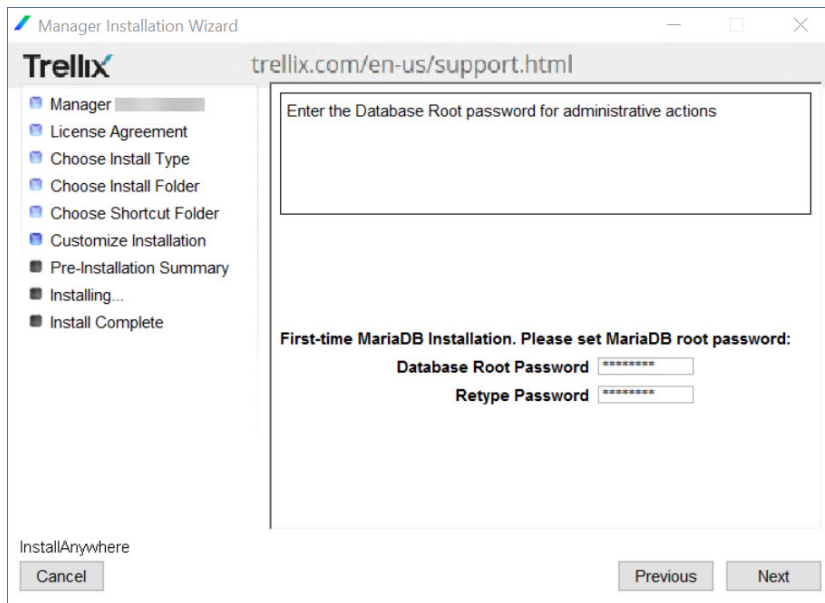 Manager Installation Wizard
Trellix
trellix.com/en-us/support.html
Manager
License Agreement
Choose Install Type
Choose Install Folder
Choose Shortcut Folder
Customize Installation
Pre-Installation Summary
Installing...
Install Complete
Enter the Database Root password for administrative actions
First-time MariaDB Installation. Please set MariaDB root password:
Database Root Password ********
Retype Password ********
InstallAnywhere
Cancel
Previous
Next